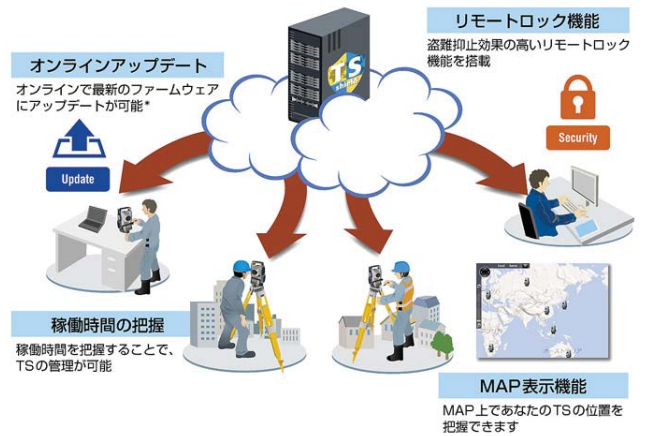 オンラインアップデート
オンラインで最新のファームウェア
にアップデートが可能*
Update
TS
shield
リモートロック機能
盗難抑止効果の高いリモートロック
機能を搭載
Security
稼働時間の把握
稼働時間を把握することで、
TSの管理が可能
MAP表示機能
MAP上であなたのTSの位置を
把握できます